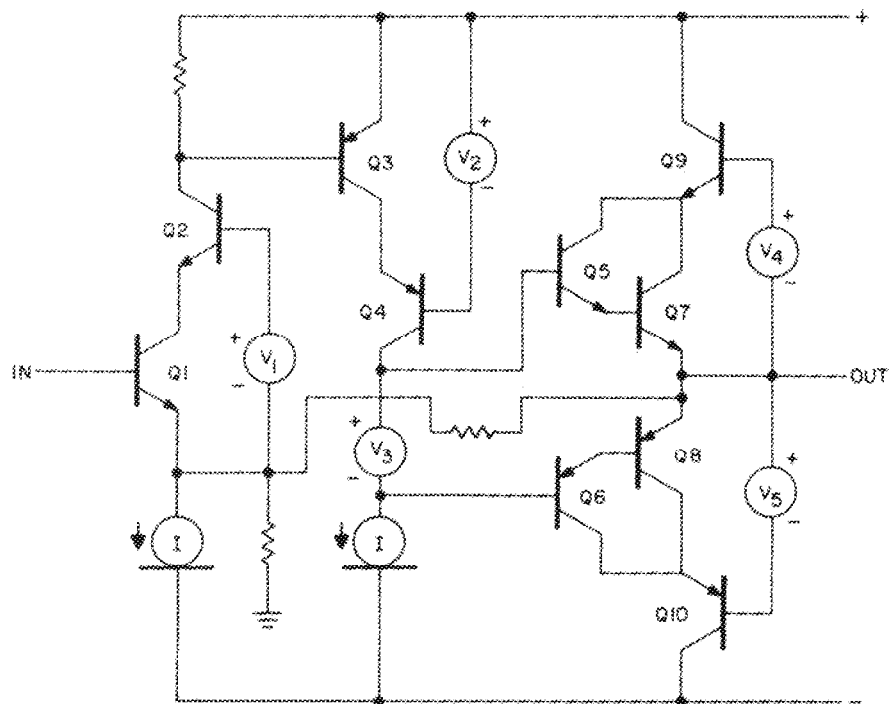 +
Q3
+
V2
-
Q9
Q2
+
V4
-
Q5
Q4
Q7
+
V1
-
IN
Q1
OUT
+
V3
-
Q8
Q6
+
V5
-
I
I
Q10
-